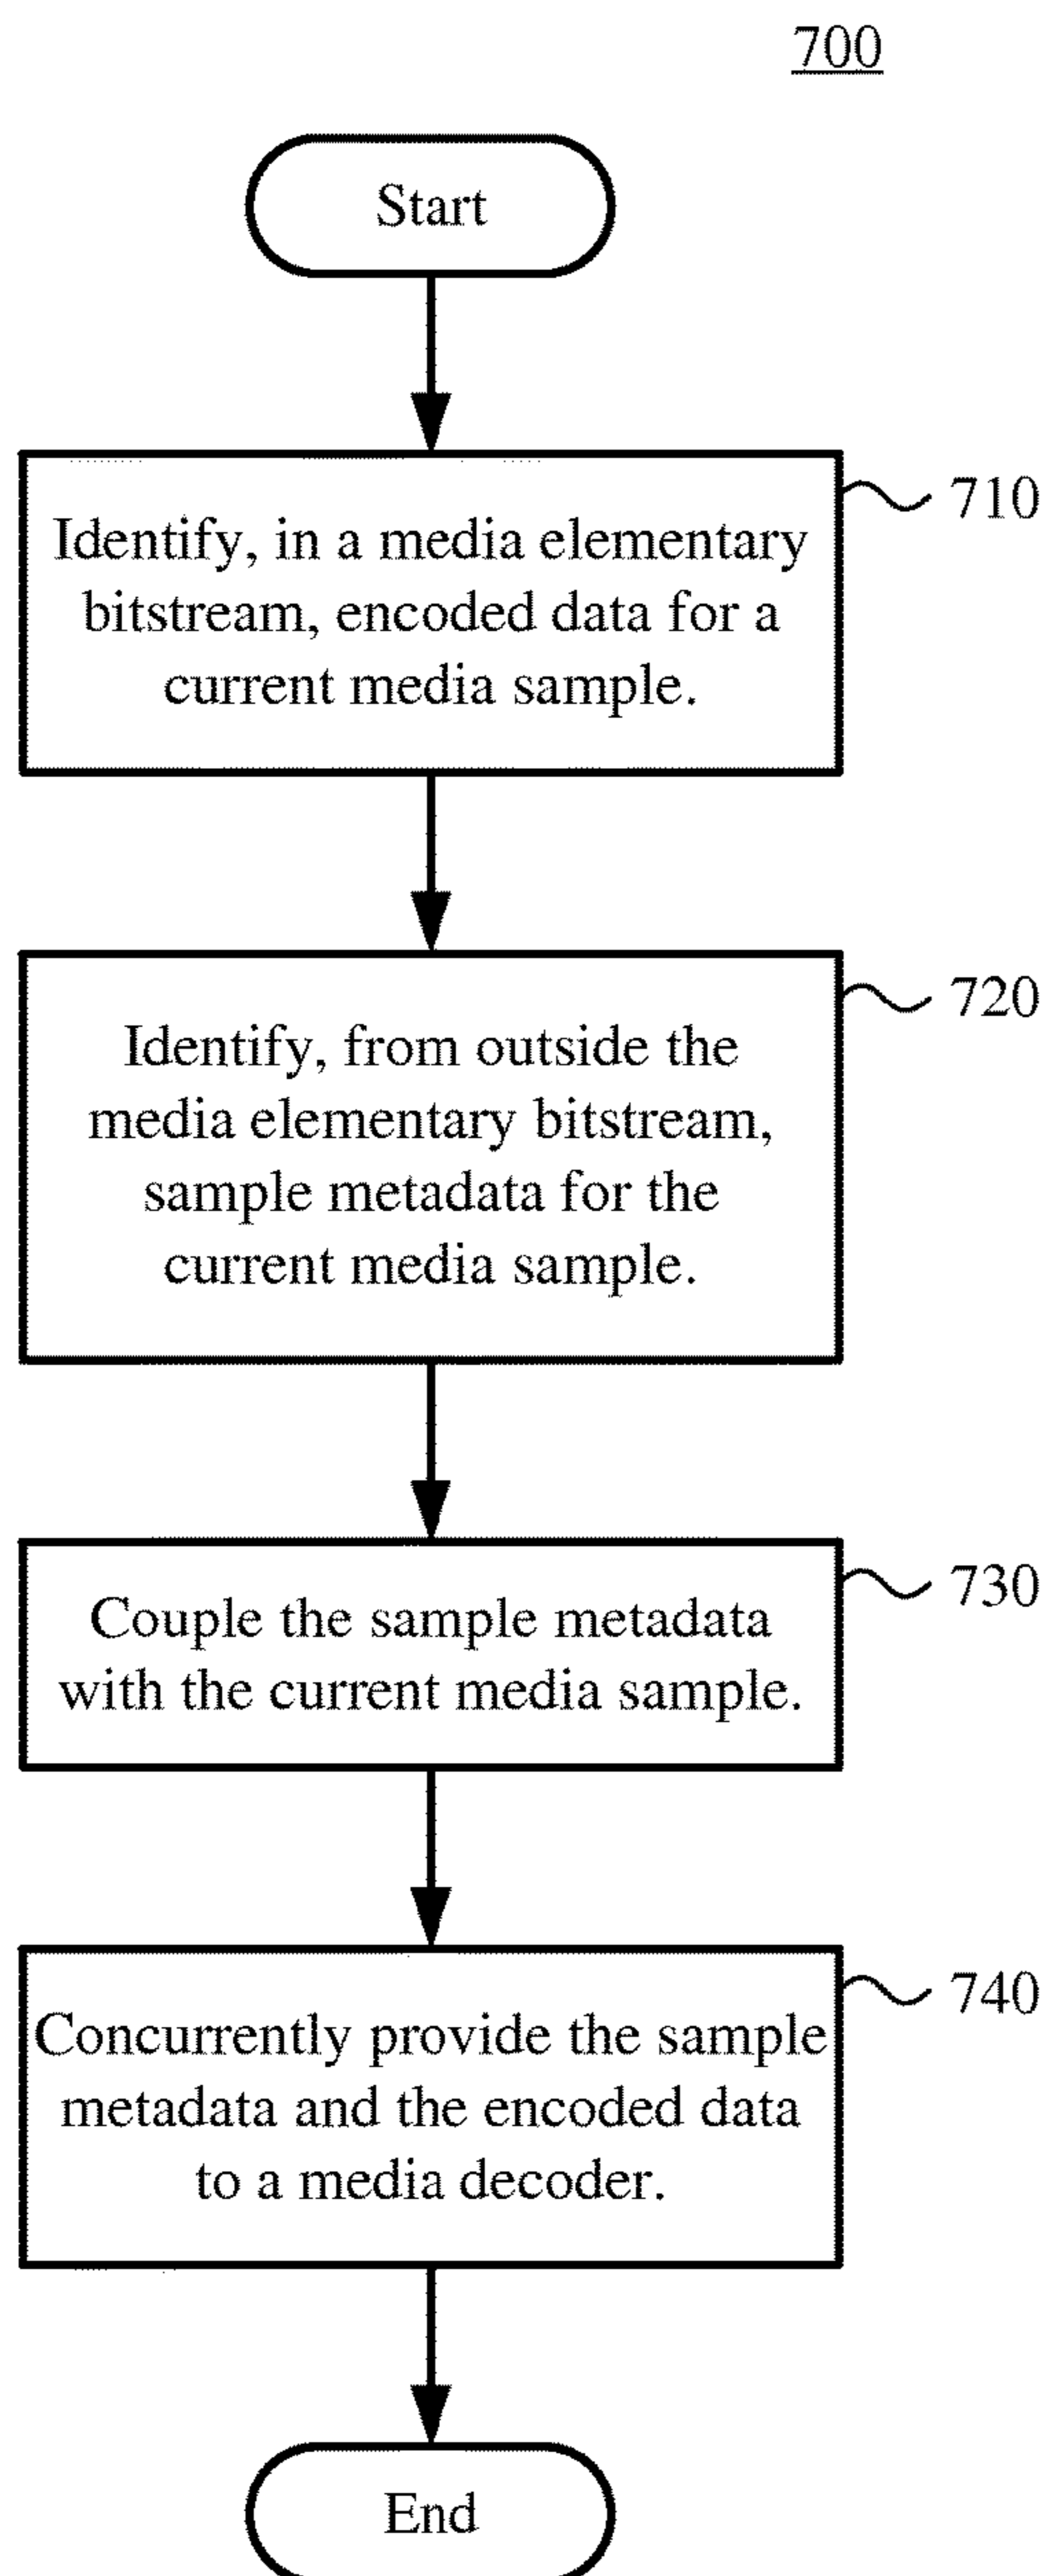 700
Start
710
Identify, in a media elementary
bitstream, encoded data for a
current media sample.
720
Identify, from outside the
media elementary bitstream,
sample metadata for the
current media sample.
730
Couple the sample metadata
with the current media sample.
740
Concurrently provide the sample
metadata and the encoded data
to a media decoder.
End